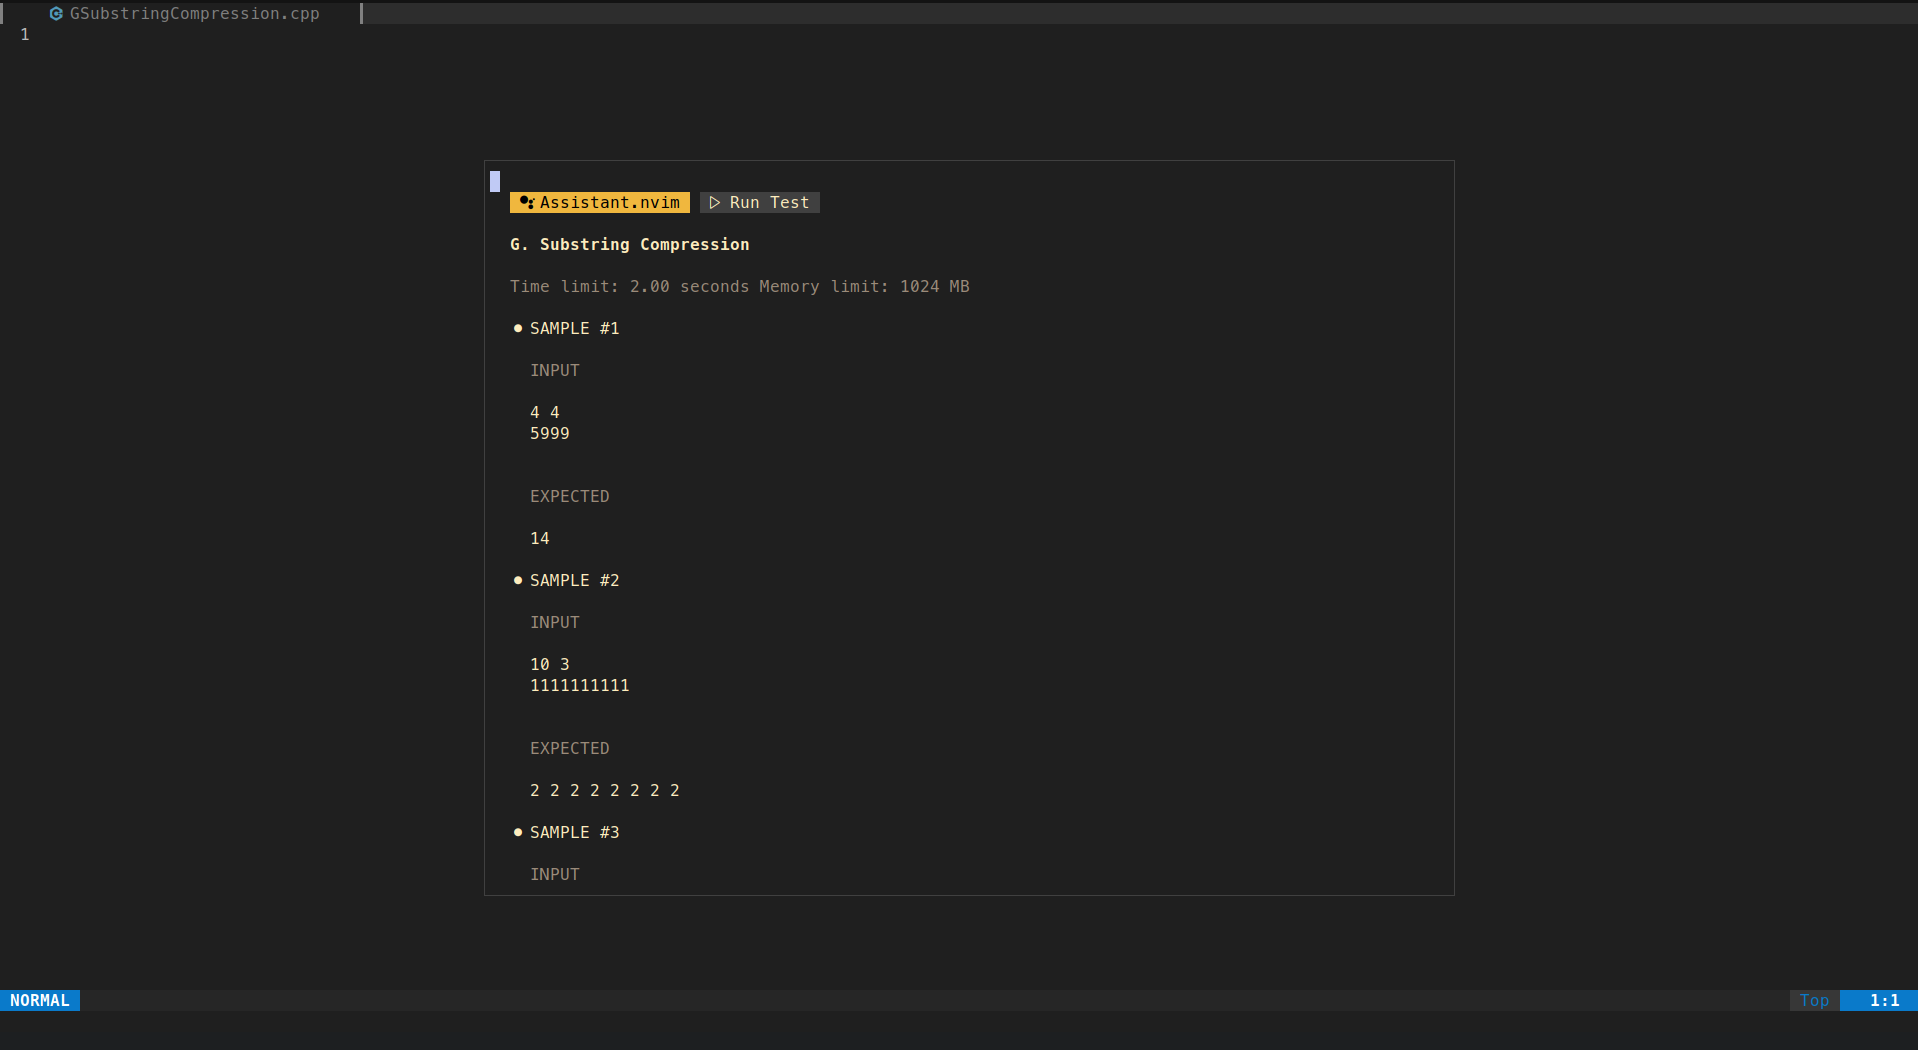 GSubstringCompression.cpp
1
Assistant.nvim Run Test
G. Substring Compression
Time limit: 2.00 seconds Memory limit: 1024 MB
SAMPLE #1
INPUT
4 4
5999
EXPECTED
14
SAMPLE #2
INPUT
10 3
1111111111
EXPECTED
2 2 2 2 2 2 2 2
SAMPLE #3
INPUT
NORMAL Top 1:1